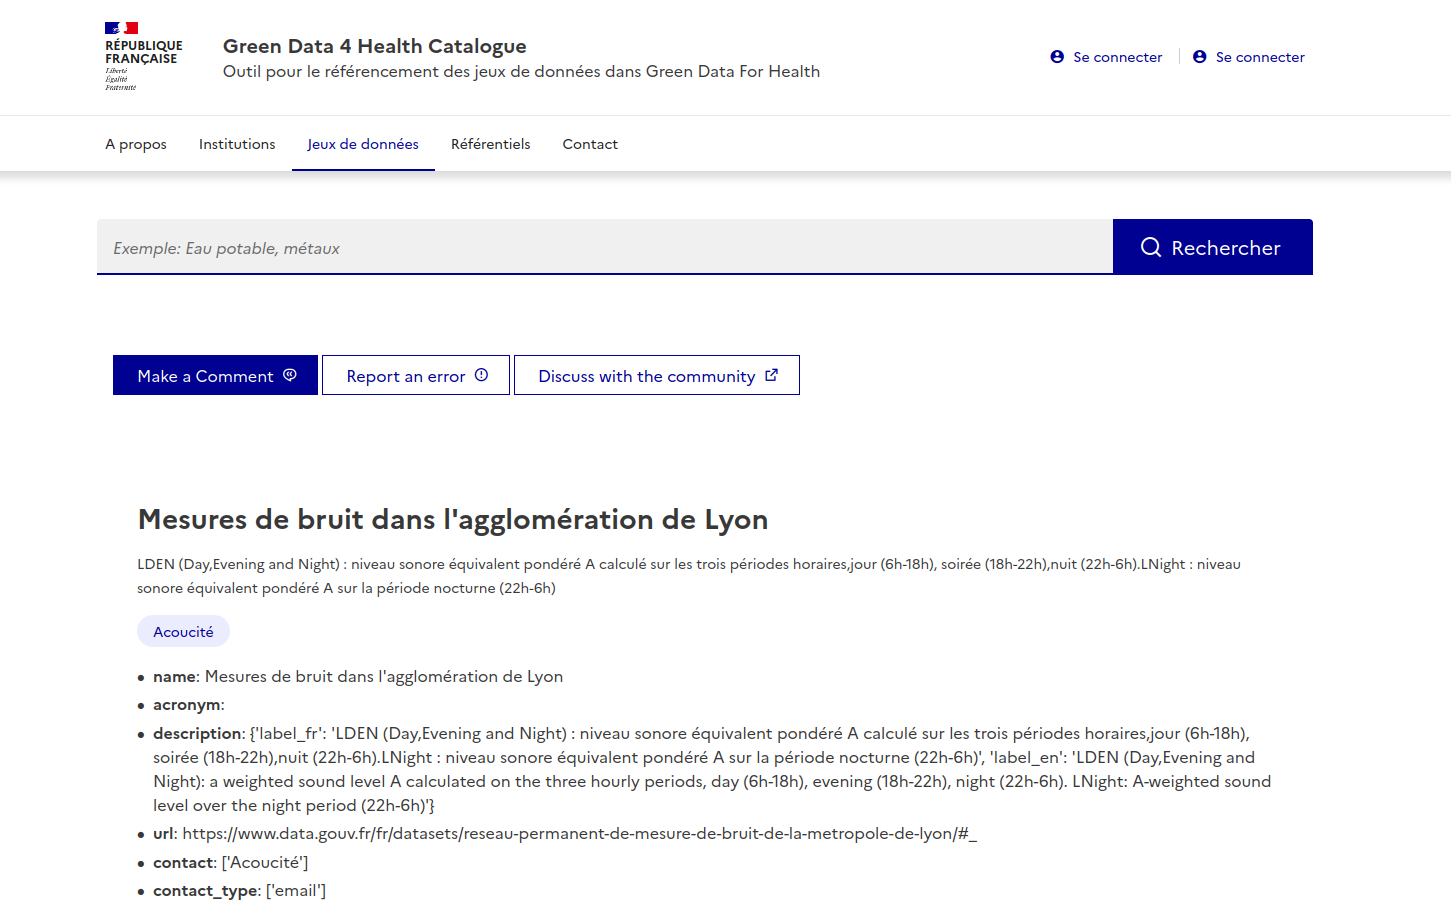 RÉPUBLIQUE
FRANÇAISE
Liberté
Égalité
Fraternité
Green Data 4 Health Catalogue
Outil pour le référencement des jeux de données dans Green Data For Health
Se connecter
Se connecter
A propos
Institutions
Jeux de données
Référentiels
Contact
Exemple: Eau potable, métaux
Rechercher
Make a Comment
Report an error
Discuss with the community
Mesures de bruit dans l'agglomération de Lyon
LDEN (Day,Evening and Night) : niveau sonore équivalent pondéré A calculé sur les trois périodes horaires,jour (6h-18h), soirée (18h-22h),nuit (22h-6h).LNight : niveau
sonore équivalent pondéré A sur la période nocturne (22h-6h)
Acoucité
name: Mesures de bruit dans l'agglomération de Lyon
acronym:
description: {'label_fr': 'LDEN (Day,Evening and Night) : niveau sonore équivalent pondéré A calculé sur les trois périodes horaires,jour (6h-18h),
soirée (18h-22h),nuit (22h-6h).LNight : niveau sonore équivalent pondéré A sur la période nocturne (22h-6h)', 'label_en': 'LDEN (Day,Evening and
Night): a weighted sound level A calculated on the three hourly periods, day (6h-18h), evening (18h-22h), night (22h-6h). LNight: A-weighted sound
level over the night period (22h-6h)'}
url: https://www.data.gouv.fr/fr/datasets/reseau-permanent-de-mesure-de-bruit-de-la-metropole-de-lyon/#_
contact: ['Acoucité']
contact_type: ['email']